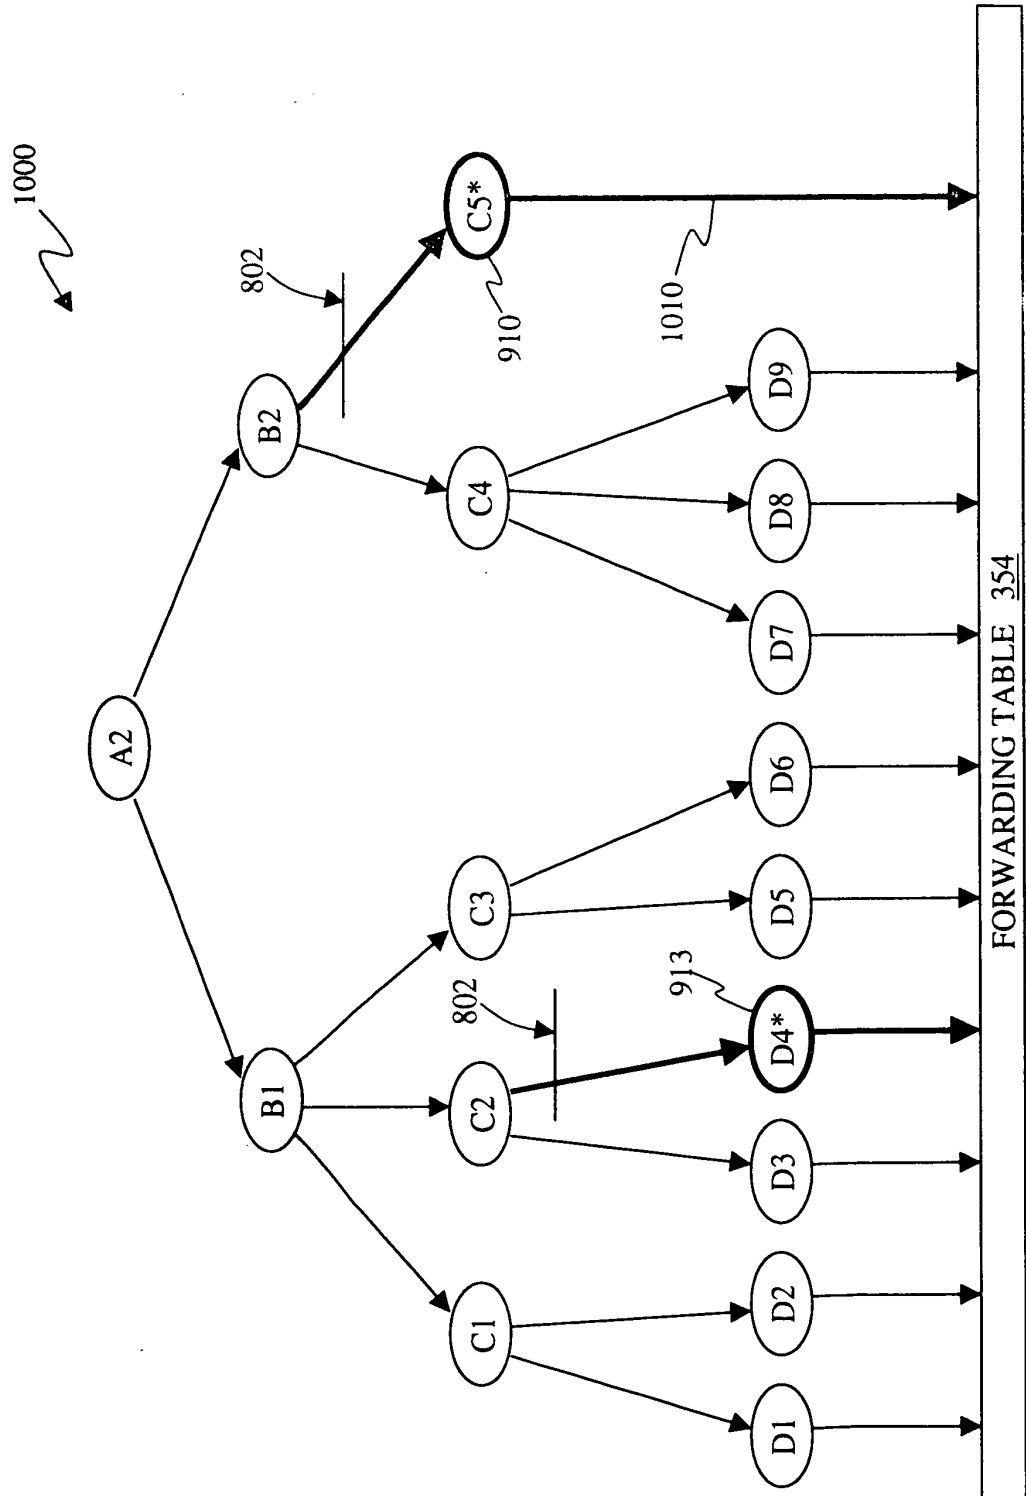 1000
A2
B1
B2
802
C1
C2
C3
C4
C5*
910
802
1010
913
D1
D2
D3
D4*
D5
D6
D7
D8
D9
FORWARDING TABLE 354